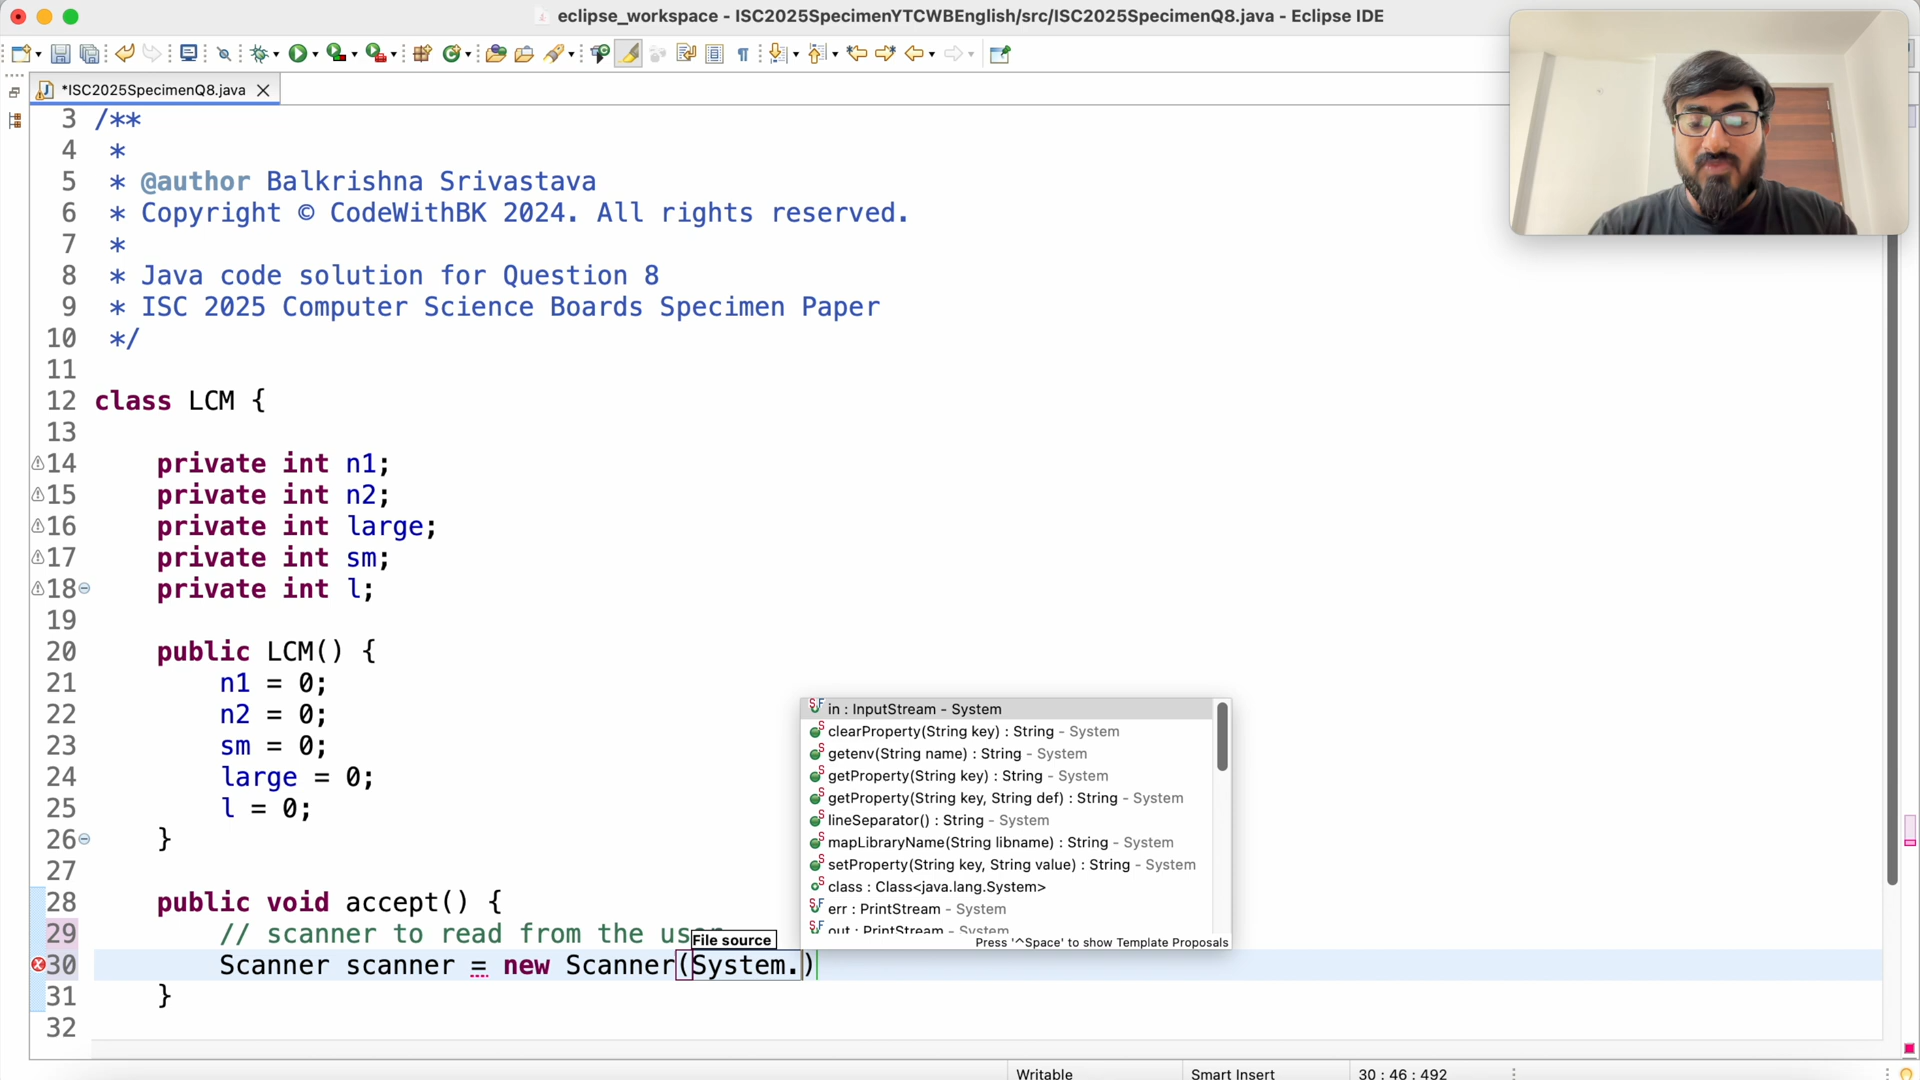 eclipse_workspace - ISC2025SpecimenYTCWBEnglish/src/ISC2025SpecimenQ8.java - Eclipse IDE
*ISC2025SpecimenQ8.java
3 /**
4 *
5 * @author Balkrishna Srivastava
6 * Copyright © CodeWithBK 2024. All rights reserved.
7 *
8 * Java code solution for Question 8
9 * ISC 2025 Computer Science Boards Specimen Paper
10 */
11
12 class LCM {
13
14 private int n1;
15 private int n2;
16 private int large;
17 private int sm;
18 private int l;
19
20 public LCM() {
21 n1 = 0;
22 n2 = 0;
23 sm = 0;
24 large = 0;
25 l = 0;
26 }
27
28 public void accept() {
29 // scanner to read from the user
File source
30 Scanner scanner = new Scanner(System.)
31 }
32
in : InputStream - System
clearProperty(String key) : String - System
getenv(String name) : String - System
getProperty(String key) : String - System
getProperty(String key, String def) : String - System
lineSeparator() : String - System
mapLibraryName(String libname) : String - System
setProperty(String key, String value) : String - System
class : Class<java.lang.System>
err : PrintStream - System
out : PrintStream - System
Press '^Space' to show Template Proposals
Writable
Smart Insert
30 : 46 : 492